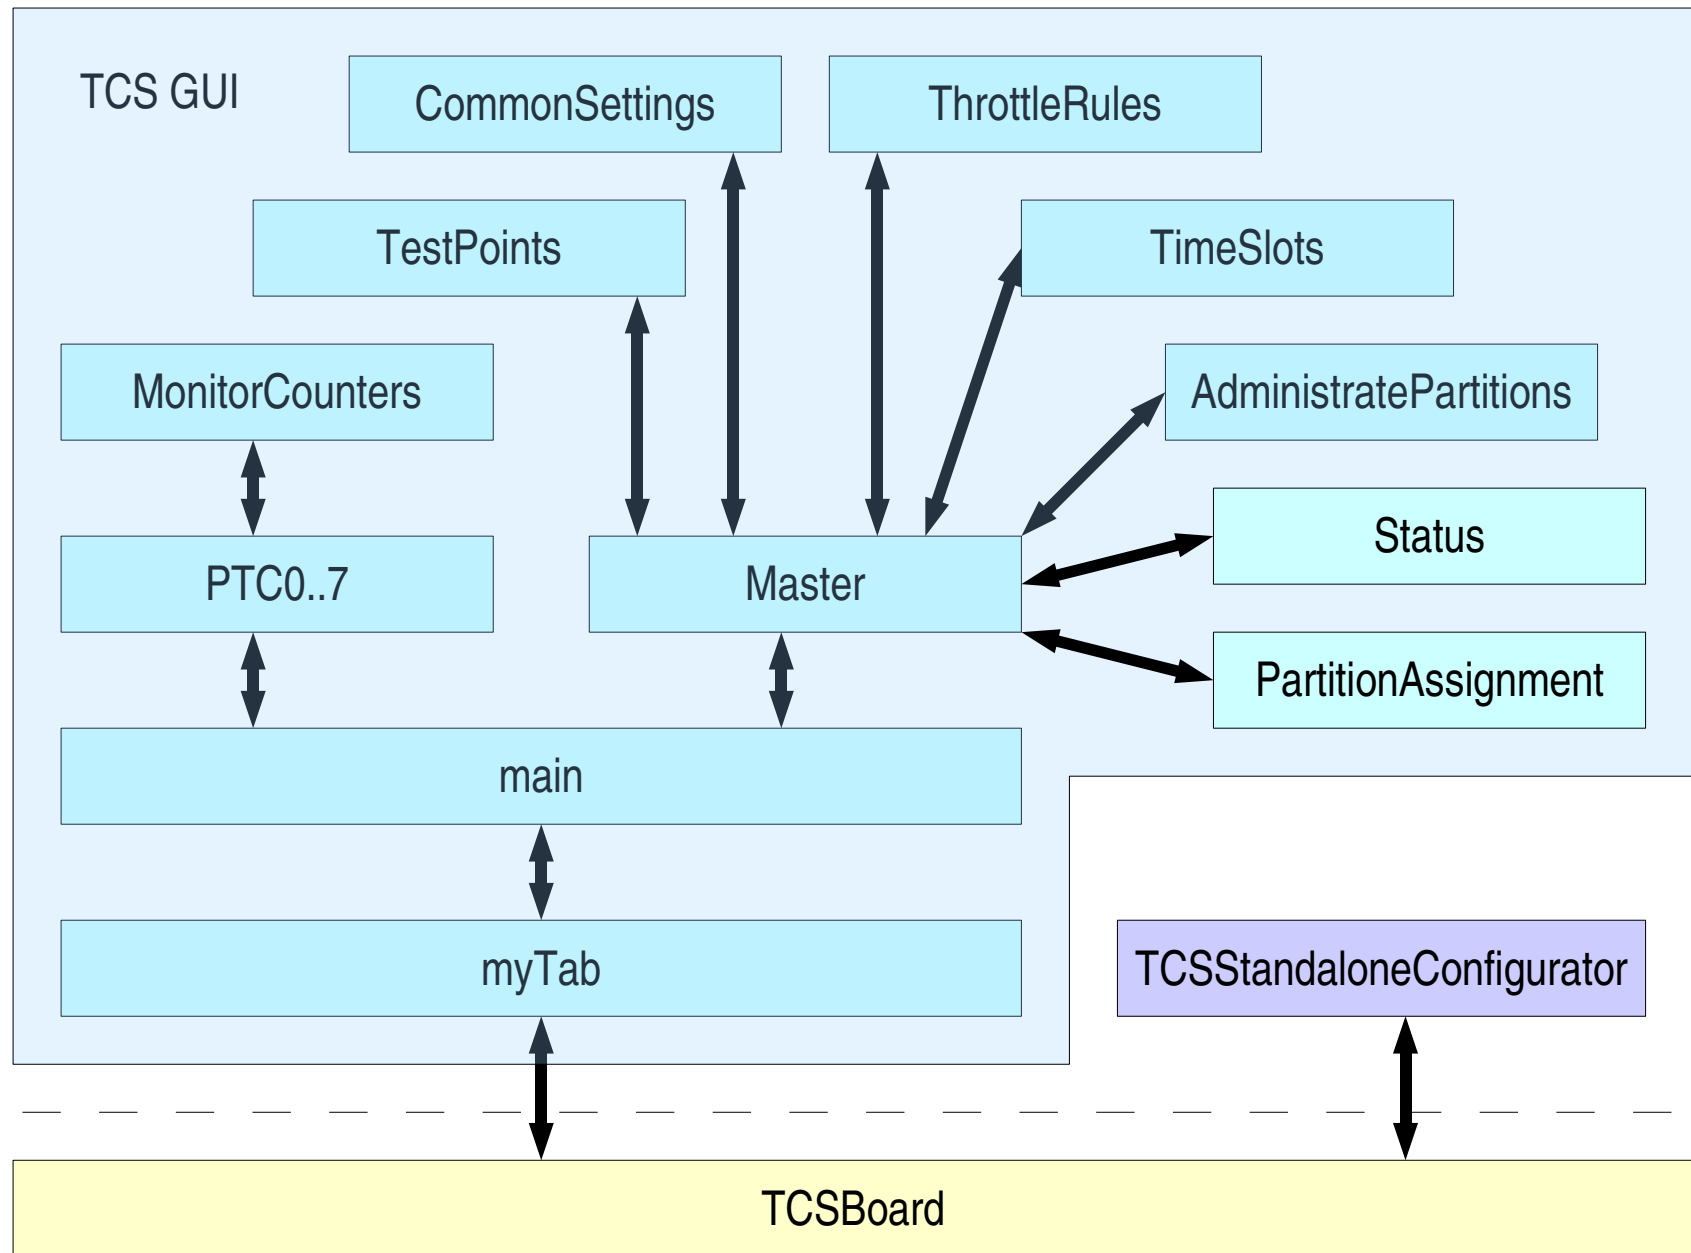 TCS GUI
CommonSettings
ThrottleRules
TestPoints
TimeSlots
MonitorCounters
AdministratePartitions
Status
PTC0..7
Master
PartitionAssignment
main
myTab
TCSStandaloneConfigurator
TCSBoard